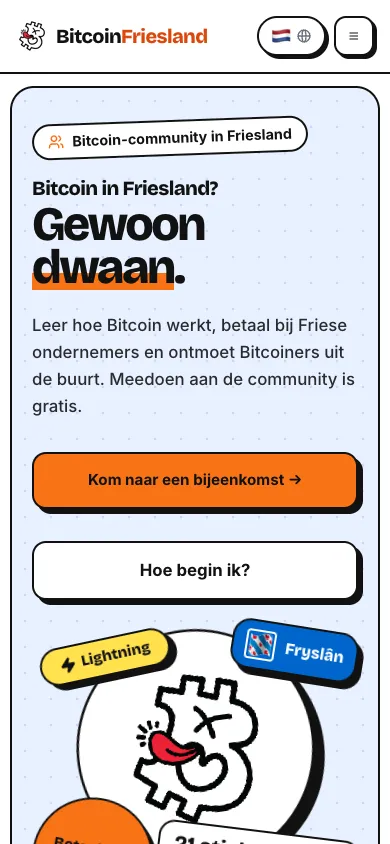 BitcoinFriesland
Bitcoin-community in Friesland
Bitcoin in Friesland?
Gewoon
dwaan.
Leer hoe Bitcoin werkt, betaal bij Friese
ondernemers en ontmoet Bitcoiners uit
de buurt. Meedoen aan de community is
gratis.
Kom naar een bijeenkomst →
Hoe begin ik?
Lightning
Fryslân